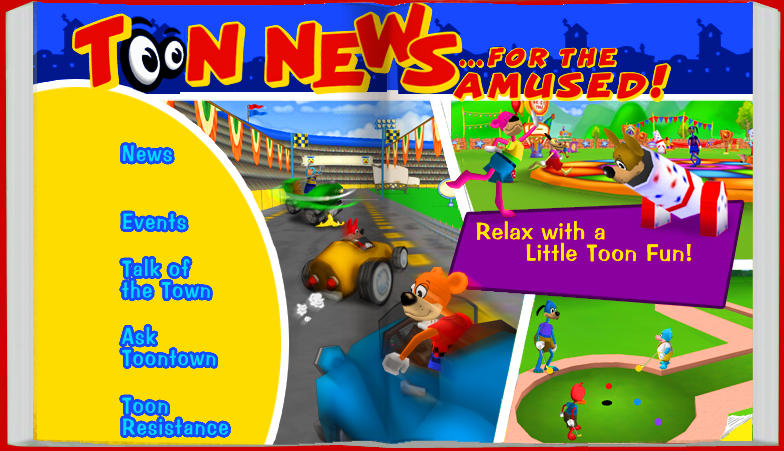 TOON NEWS
...FOR THE
AMUSED!
News
Events
Talk of
the Town
Ask
Toontown
Toon
Resistance
Relax with a
Little Toon Fun!